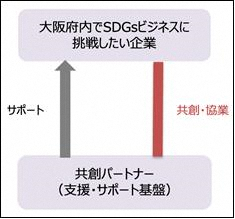 大阪府内でSDGsビジネスに
挑戦したい企業
サポート
共創・協業
共創パートナー
（支援・サポート基盤）